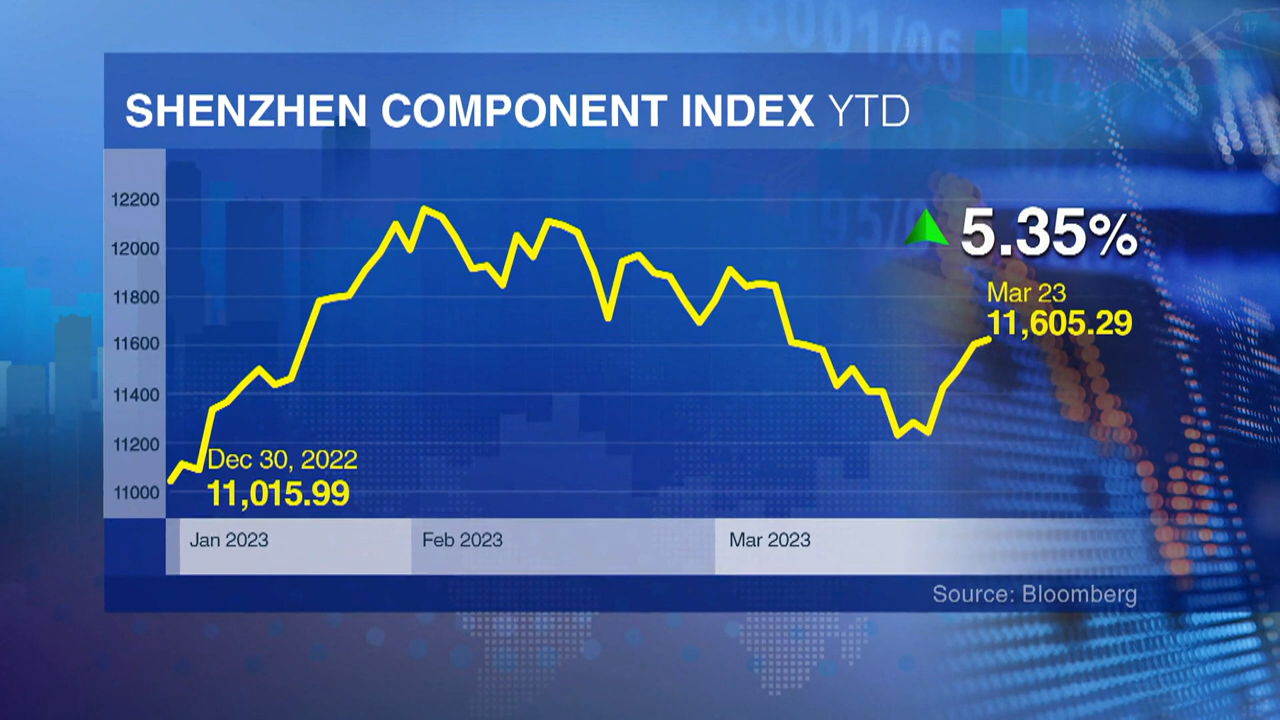 SHENZHEN COMPONENT INDEX YTD
12200
12000
11800
11600
11400
11200
11000
5.35%
Mar 23
11,605.29
Dec 30, 2022
11,015.99
Jan 2023
Feb 2023
Mar 2023
Source: Bloomberg